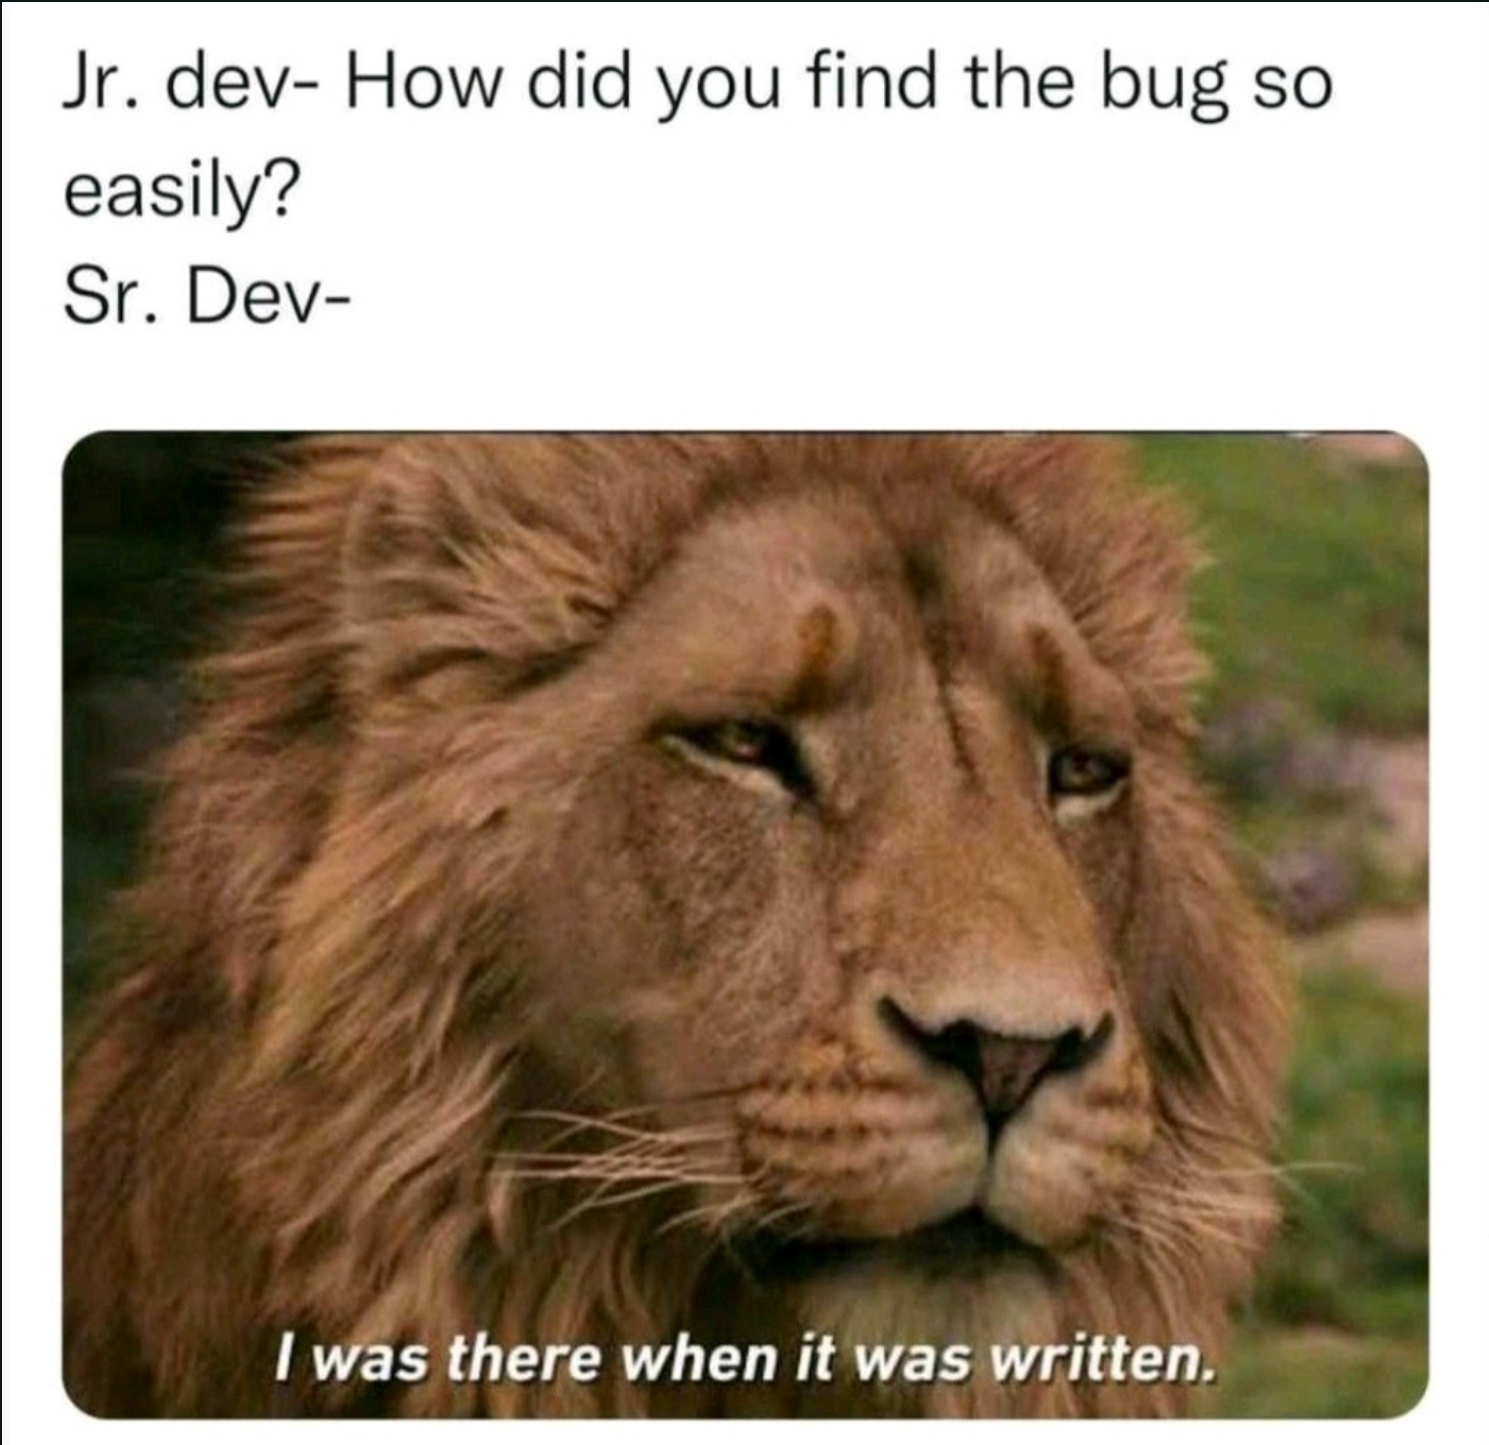 Jr. dev- How did you find the bug so
easily?
Sr. Dev-
I was there when it was written.